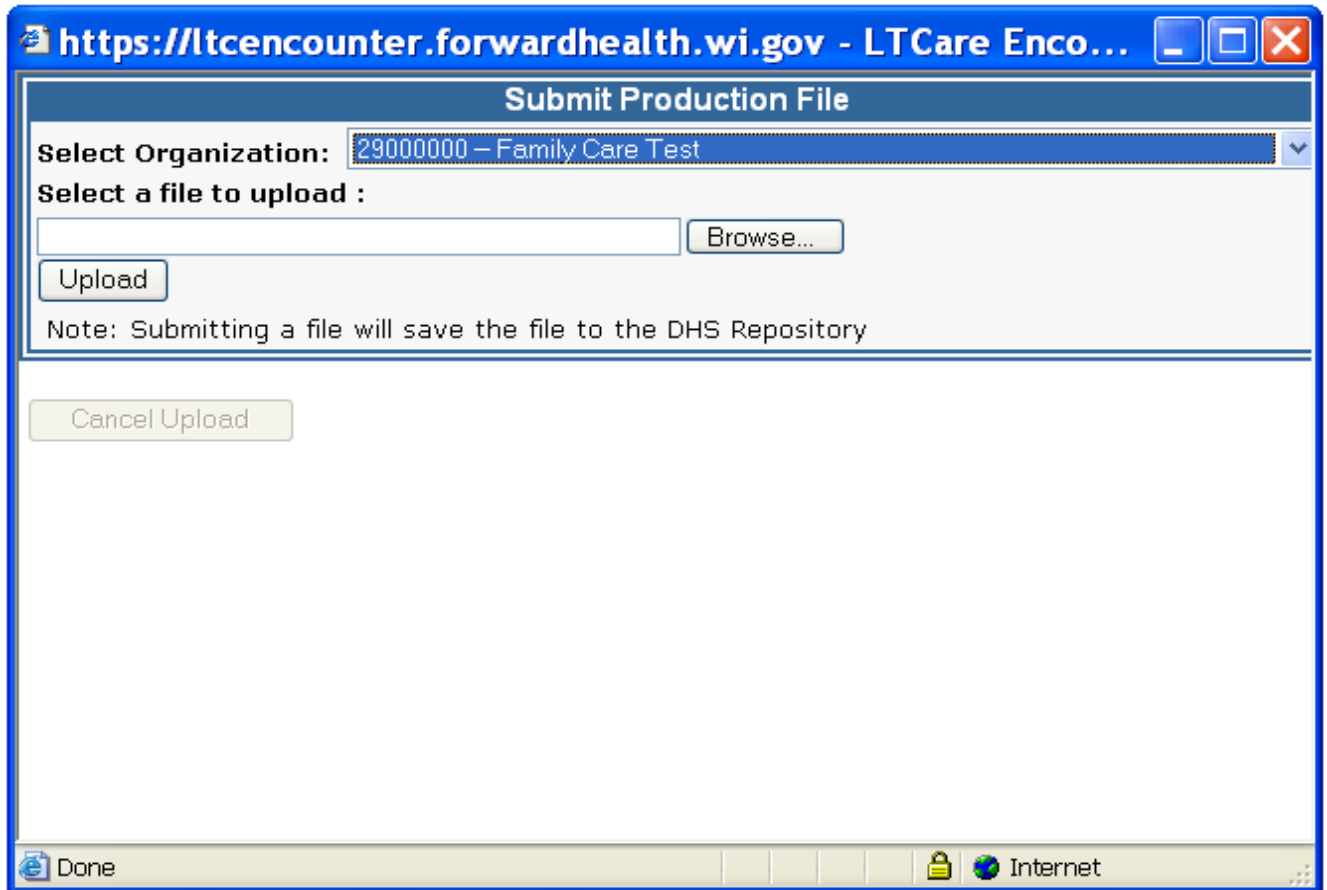 https://ltcencounter.forwardhealth.wi.gov - LTCare Enco...
Submit Production File
Select Organization: 29000000 – Family Care Test
Select a file to upload :
Browse...
Upload
Note: Submitting a file will save the file to the DHS Repository
Cancel Upload
Done Internet